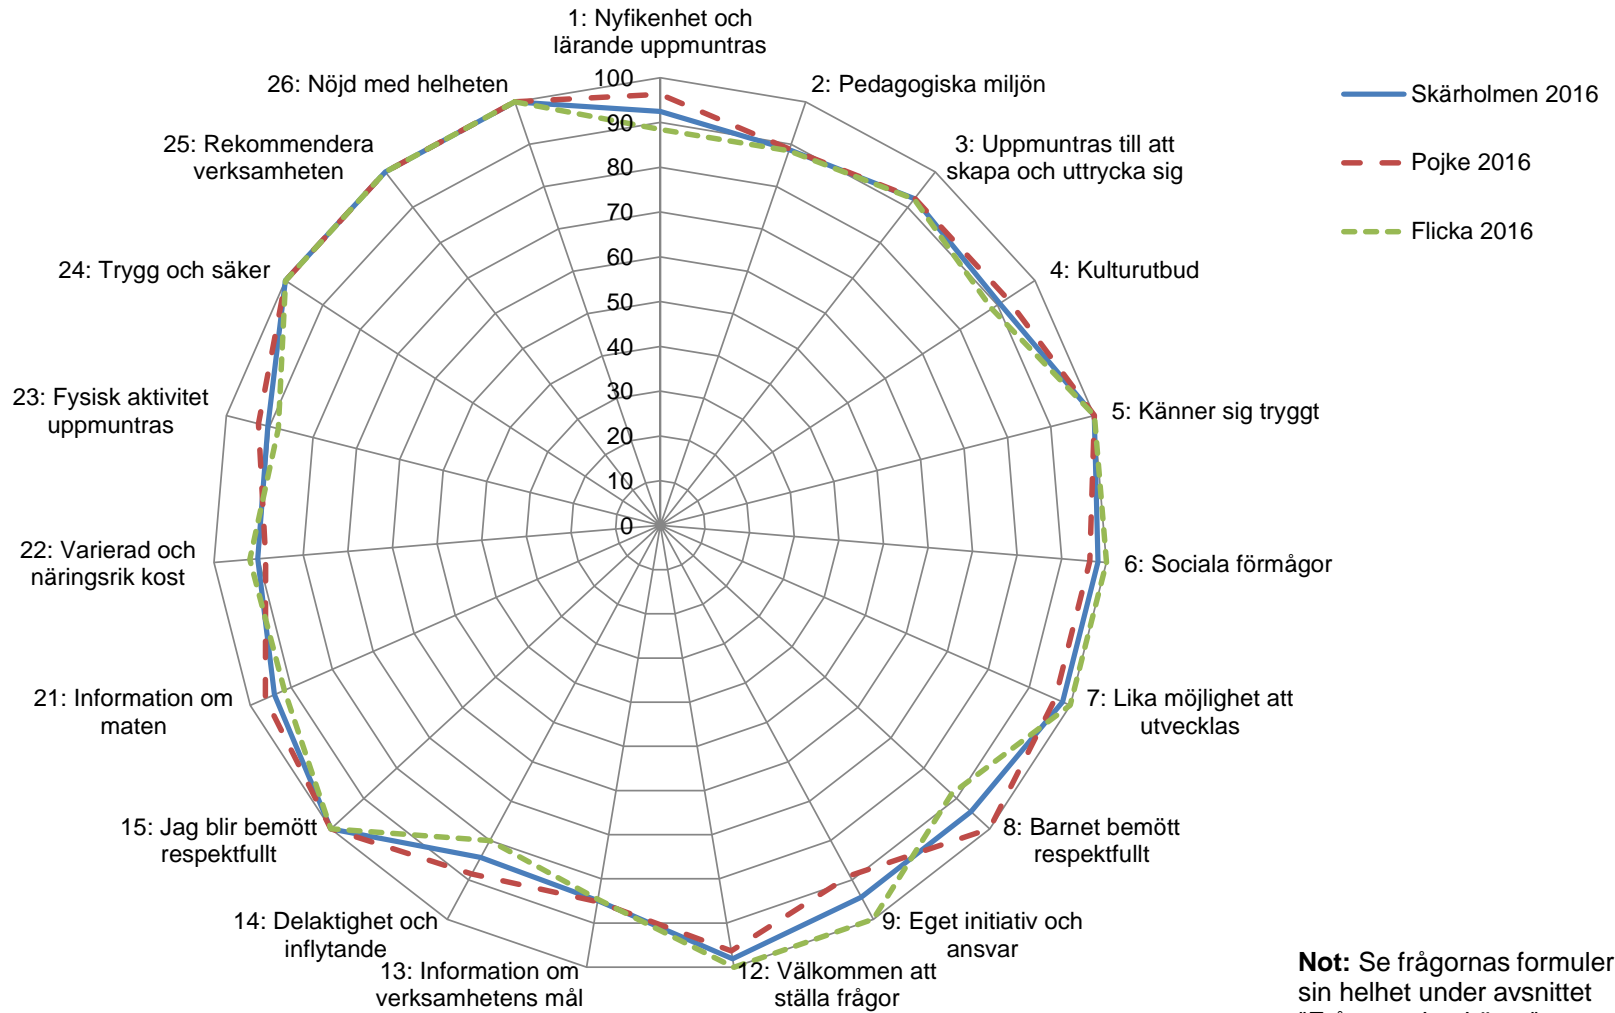 1: Nyfikenhet och
lärande uppmuntras
2: Pedagogiska miljön
3: Uppmuntras till att
skapa och uttrycka sig
4: Kulturutbud
5: Känner sig tryggt
6: Sociala förmågor
7: Lika möjlighet att
utvecklas
8: Barnet bemött
respektfullt
9: Eget initiativ och
ansvar
12: Välkommen att
ställa frågor
13: Information om
verksamhetens mål
14: Delaktighet och
inflytande
15: Jag blir bemött
respektfullt
21: Information om
maten
22: Varierad och
näringsrik kost
23: Fysisk aktivitet
uppmuntras
24: Trygg och säker
25: Rekommendera
verksamheten
26: Nöjd med helheten
100
90
80
70
60
50
40
30
20
10
0
Skärholmen 2016
Pojke 2016
Flicka 2016
Not: Se frågornas formuler
sin helhet under avsnittet